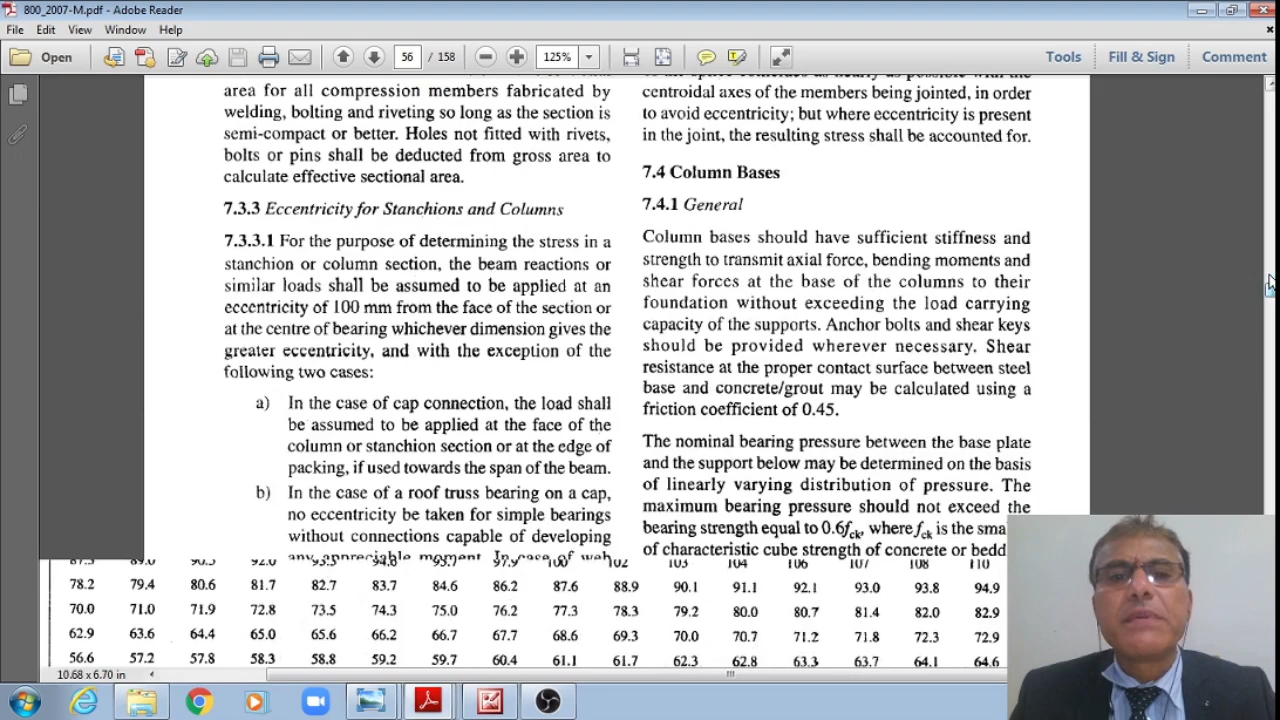 800_2007-M.pdf - Adobe Reader
File Edit View Window Help
Open 56 / 158 125% Tools Fill & Sign Comment
area for all compression members fabricated by
welding, bolting and riveting so long as the section is
semi-compact or better. Holes not fitted with rivets,
bolts or pins shall be deducted from gross area to
calculate effective sectional area.
7.3.3 Eccentricity for Stanchions and Columns
7.3.3.1 For the purpose of determining the stress in a
stanchion or column section, the beam reactions or
similar loads shall be assumed to be applied at an
eccentricity of 100 mm from the face of the section or
at the centre of bearing whichever dimension gives the
greater eccentricity, and with the exception of the
following two cases:
a) In the case of cap connection, the load shall
be assumed to be applied at the face of the
column or stanchion section or at the edge of
packing, if used towards the span of the beam.
b) In the case of a roof truss bearing on a cap,
no eccentricity be taken for simple bearings
without connections capable of developing
any appreciable moment. In case of web
centroidal axes of the members being jointed, in order
to avoid eccentricity; but where eccentricity is present
in the joint, the resulting stress shall be accounted for.
7.4 Column Bases
7.4.1 General
Column bases should have sufficient stiffness and
strength to transmit axial force, bending moments and
shear forces at the base of the columns to their
foundation without exceeding the load carrying
capacity of the supports. Anchor bolts and shear keys
should be provided wherever necessary. Shear
resistance at the proper contact surface between steel
base and concrete/grout may be calculated using a
friction coefficient of 0.45.
The nominal bearing pressure between the base plate
and the support below may be determined on the basis
of linearly varying distribution of pressure. The
maximum bearing pressure should not exceed the
bearing strength equal to 0.6fck, where fck is the sma
of characteristic cube strength of concrete or bedd
102 103 104 106 107 108 110
78.2 79.4 80.6 81.7 82.7 83.7 84.6 86.2 87.6 88.9 90.1 91.1 92.1 93.0 93.8 94.9
70.0 71.0 71.9 72.8 73.5 74.3 75.0 76.2 77.3 78.3 79.2 80.0 80.7 81.4 82.0 82.9
62.9 63.6 64.4 65.0 65.6 66.2 66.7 67.7 68.6 69.3 70.0 70.7 71.2 71.8 72.3 72.9
56.6 57.2 57.8 58.3 58.8 59.2 59.7 60.4 61.1 61.7 62.3 62.8 63.3 63.7 64.1 64.6
10.68 x 6.70 in